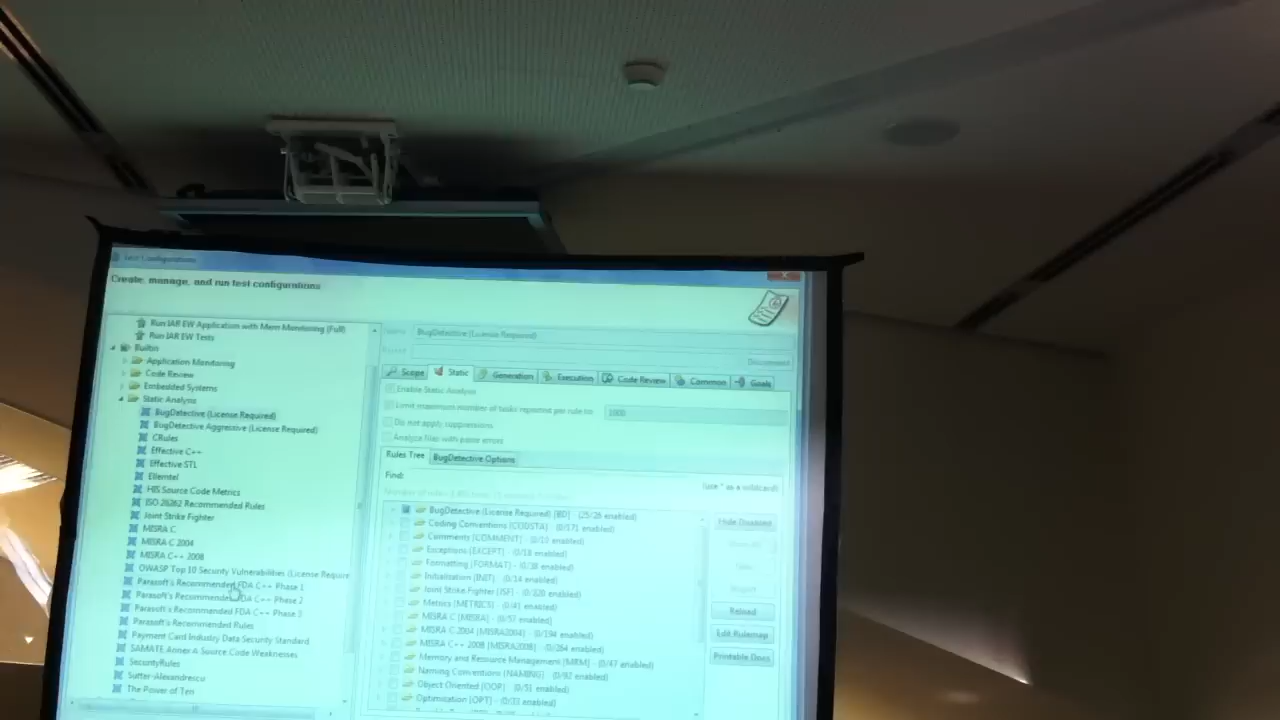 Test Configurations
Create, manage, and run test configurations
Run IAR EW Application with Mem Monitoring (Full)
Run IAR EW Tests
Builtin
Application Monitoring
Code Review
Embedded Systems
Static Analysis
BugDetective (License Required)
BugDetective Aggressive (License Required)
CRules
Effective C++
Effective STL
Ellemtel
HIS Source Code Metrics
ISO 26262 Recommended Rules
Joint Strike Fighter
MISRA C
MISRA C 2004
MISRA C++ 2008
OWASP Top 10 Security Vulnerabilities (License Require
Parasoft's Recommended FDA C++ Phase 1
Parasoft's Recommended FDA C++ Phase 2
Parasoft's Recommended FDA C++ Phase 3
Parasoft's Recommended Rules
Payment Card Industry Data Security Standard
SAMATE Annex A Source Code Weaknesses
SecurityRules
Sutter-Alexandrescu
The Power of Ten
Name: BugDetective (License Required)
Parent:
Disconnect
Scope Static Generation Execution Code Review Common Goals
Enable Static Analysis
Limit maximum number of tasks reported per rule to: 1000
Do not apply suppressions
Analyze files with parse errors
Rules Tree BugDetective Options
Find:
(use * as a wildcard)
BugDetective (License Required) [BD] (25/26 enabled)
Coding Conventions [CODSTA] (0/171 enabled)
Comments [COMMENT] (0/10 enabled)
Exceptions [EXCEPT] (0/18 enabled)
Formatting [FORMAT] (0/38 enabled)
Initialization [INIT] (0/14 enabled)
Joint Strike Fighter [JSF] (0/220 enabled)
Metrics [METRICS] (0/41 enabled)
MISRA C [MISRA] (0/57 enabled)
MISRA C 2004 [MISRA2004] (0/194 enabled)
MISRA C++ 2008 [MISRA2008] (0/264 enabled)
Memory and Resource Management [MRM] (0/47 enabled)
Naming Conventions [NAMING] (0/92 enabled)
Object Oriented [OOP] (0/51 enabled)
Optimization [OPT] (0/33 enabled)
Hide Disabled
Reload
Edit Rulemap
Printable Docs